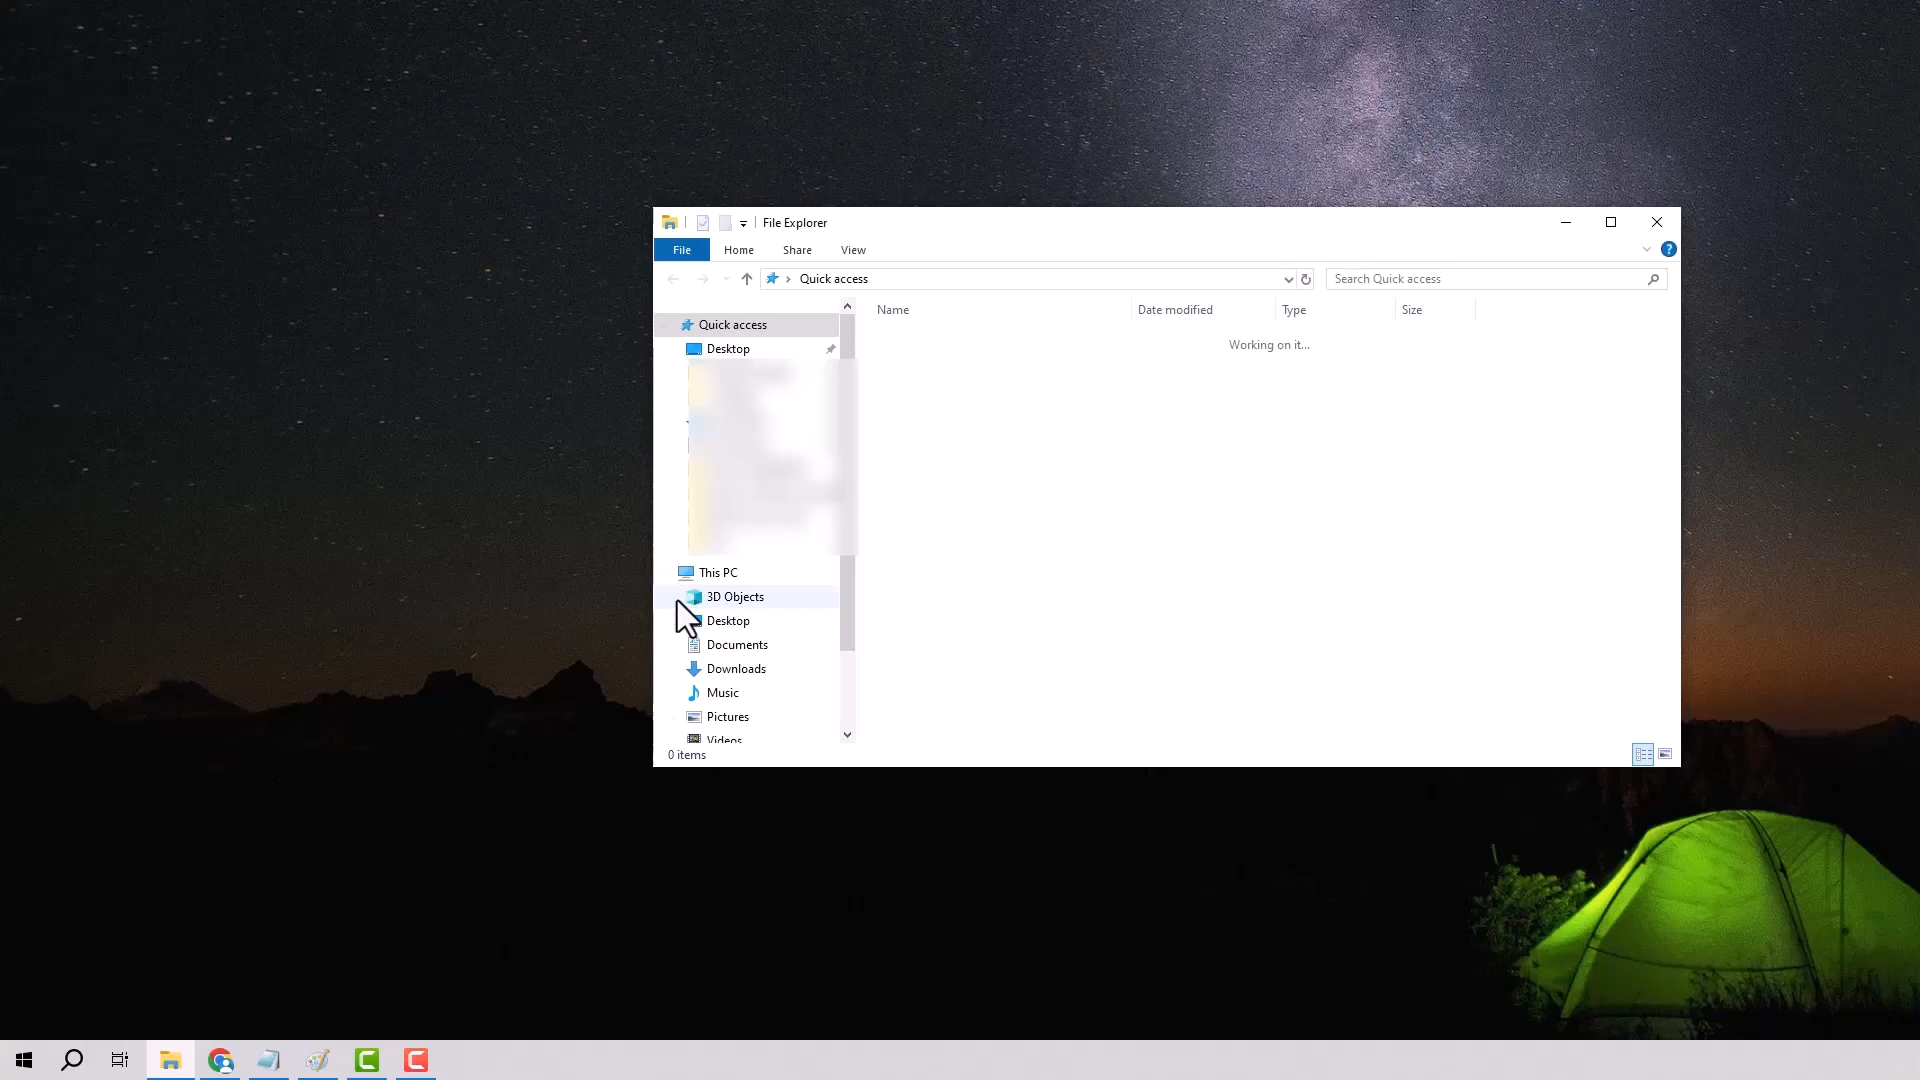 File Explorer
File Home Share View
Quick access
Search Quick access
Name Date modified Type Size
Working on it...
Quick access
Desktop
This PC
3D Objects
Desktop
Documents
Downloads
Music
Pictures
Videos
0 items